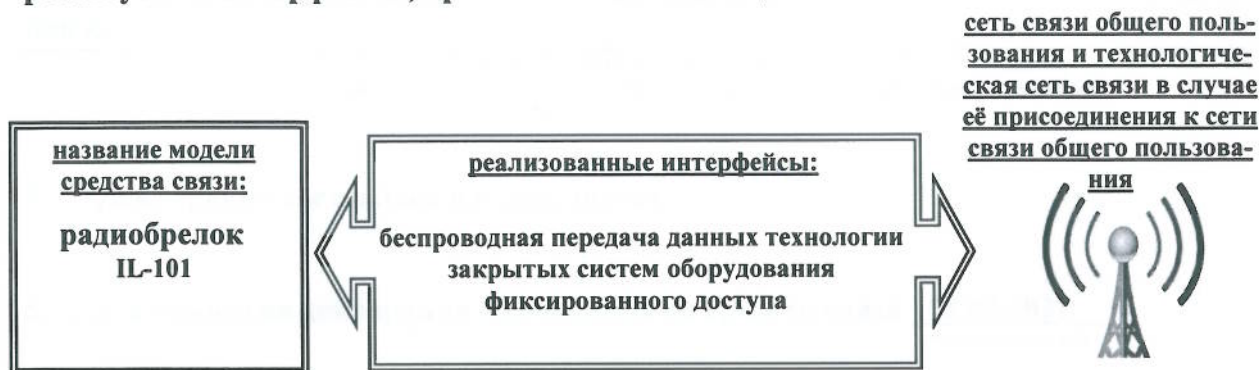 название модели
средства связи:
радиобрелок
IL-101
реализованные интерфейсы:
беспроводная передача данных технологии
закрытых систем оборудования
фиксированного доступа
сеть связи общего поль-
зования и технологиче-
ская сеть связи в случае
её присоединения к сети
связи общего пользова-
ния